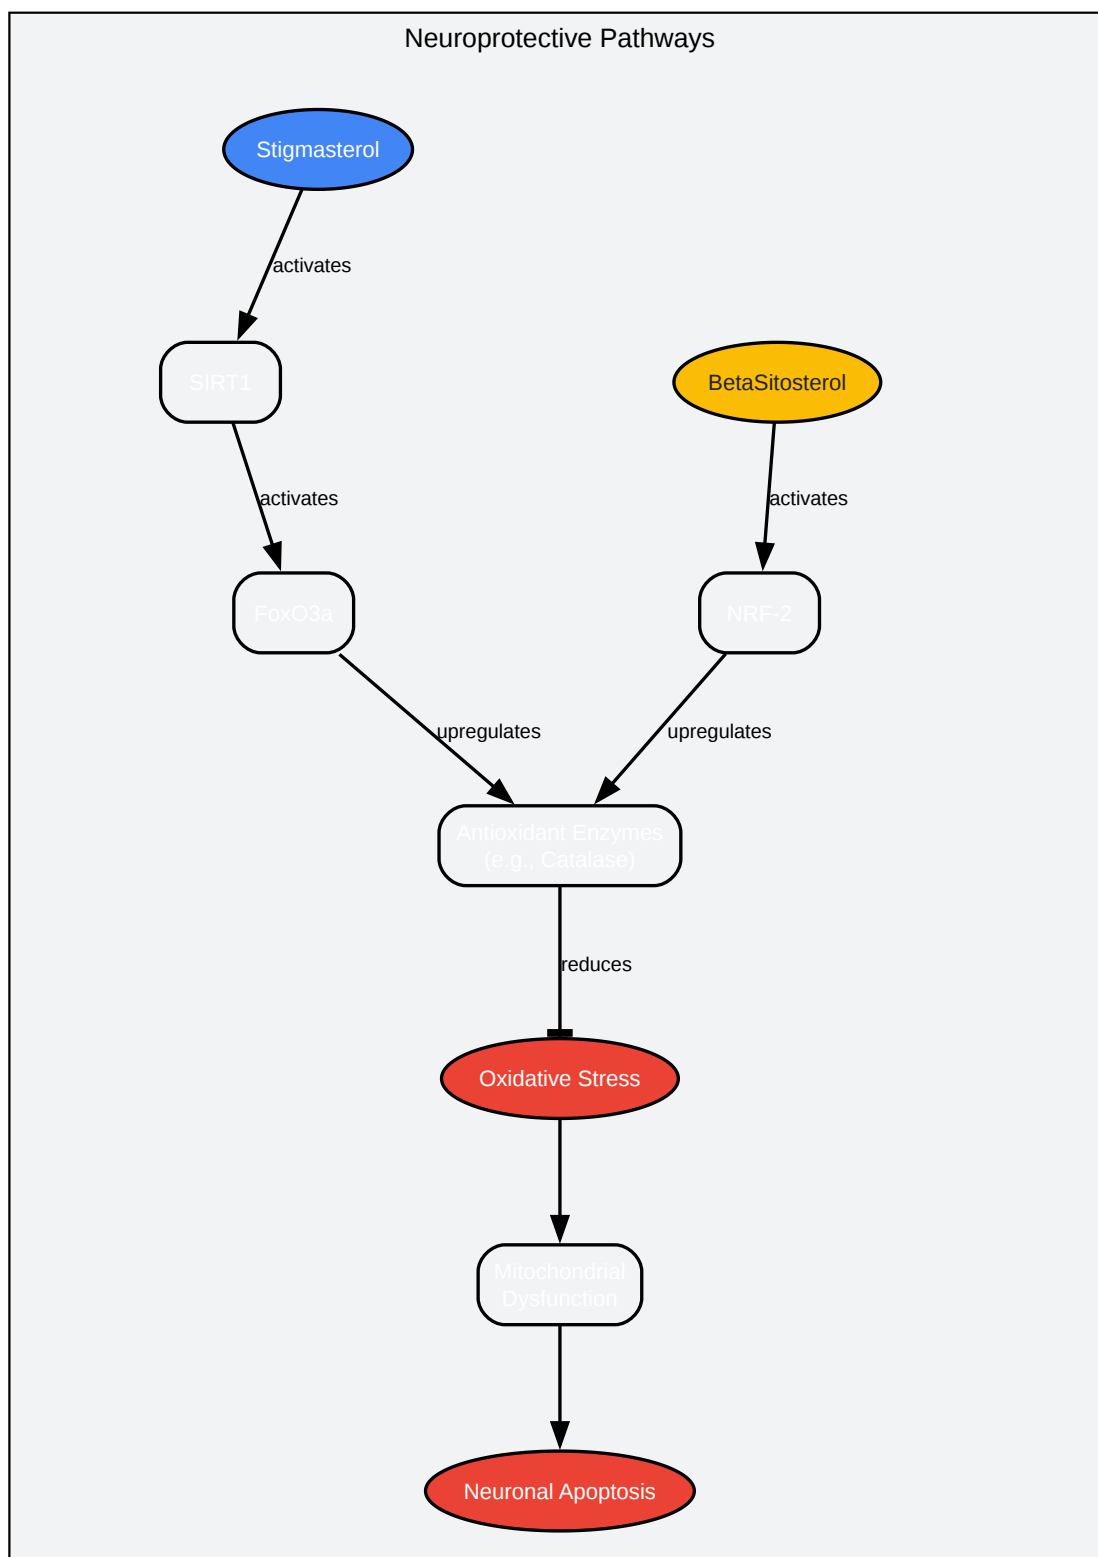 Neuroprotective Pathways
Stigmasterol
activates
SIRT1
BetaSitosterol
activates
activates
FoxO3a
NRF-2
upregulates
upregulates
Antioxidant Enzymes
(e.g., Catalase)
reduces
Oxidative Stress
Mitochondrial
Dysfunction
Neuronal Apoptosis